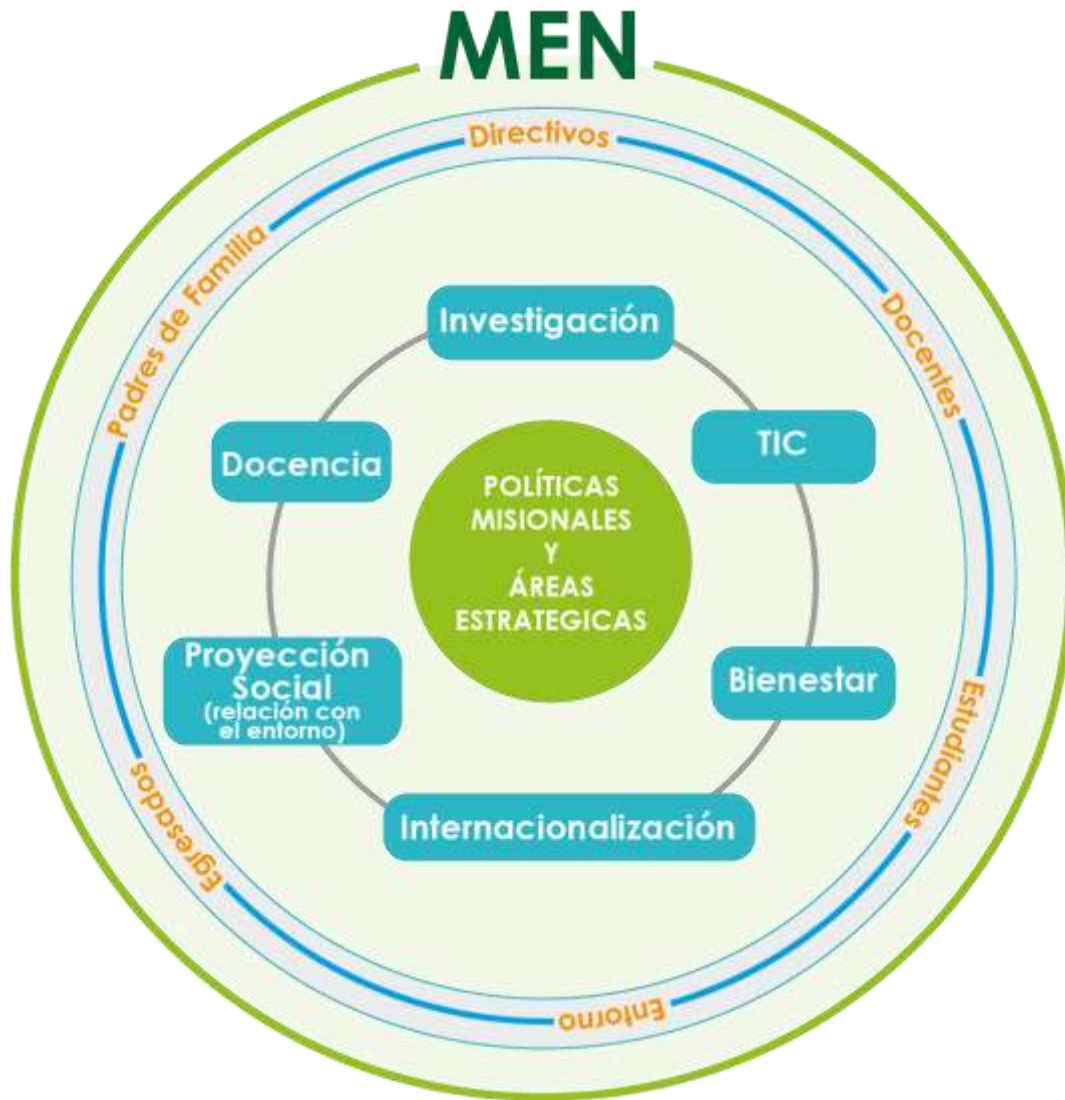 MEN
Directivos
Docentes
Estudiantes
Entorno
Egresados
Padres de Familia
Investigación
TIC
Bienestar
Internacionalización
Proyección
Social
(relación con
el entorno)
Docencia
POLÍTICAS
MISIONALES
Y
ÁREAS
ESTRATEGICAS